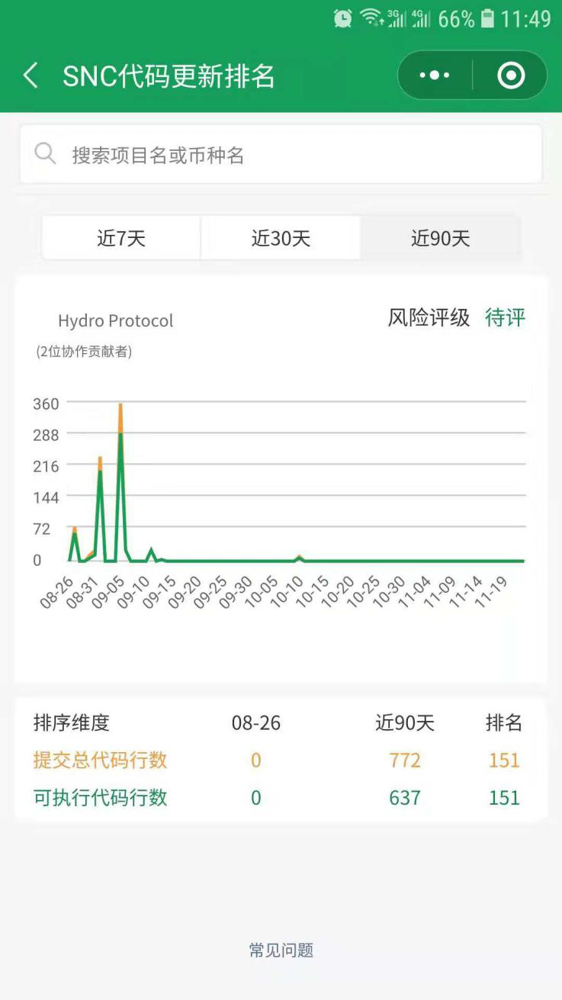 3G 4G 66% 11:49
SNC代码更新排名
搜索项目名或币种名
近7天 近30天 近90天
Hydro Protocol 风险评级 待评
(2位协作贡献者)
360
288
216
144
72
0
08-26 08-31 09-05 09-10 09-15 09-20 09-25 09-30 10-05 10-10 10-15 10-20 10-25 10-30 11-04 11-09 11-14 11-19
排序维度 08-26 近90天 排名
提交总代码行数 0 772 151
可执行代码行数 0 637 151
常见问题